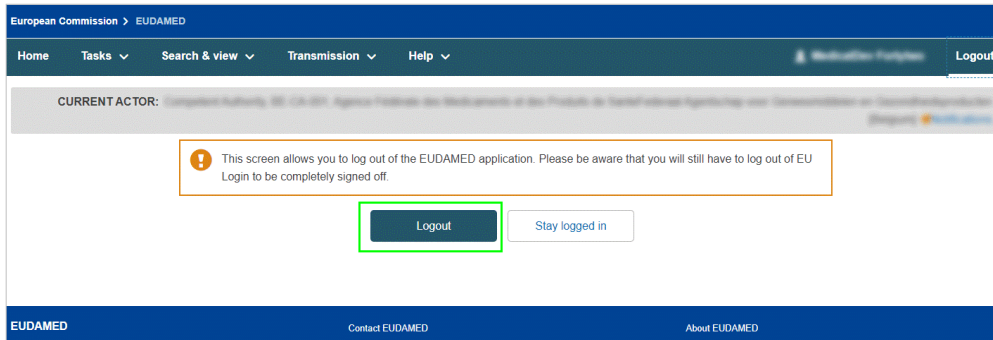 European Commission > EUDAMED
Home Tasks Search & view Transmission Help Logout
CURRENT ACTOR:
This screen allows you to log out of the EUDAMED application. Please be aware that you will still have to log out of EU
Login to be completely signed off.
Logout Stay logged in
EUDAMED Contact EUDAMED About EUDAMED